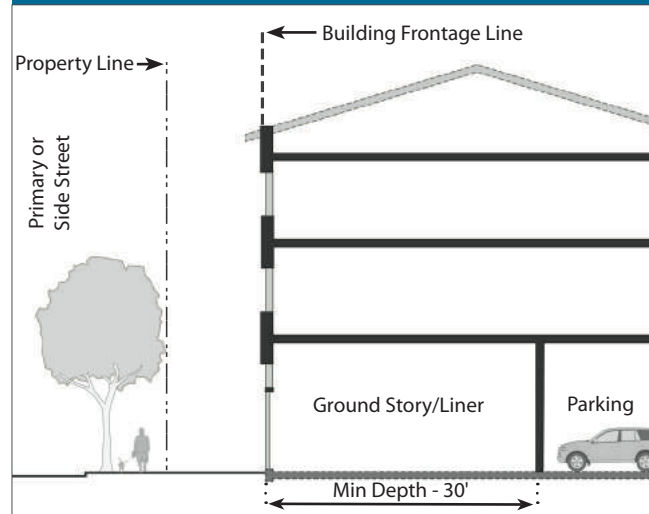 Building Frontage Line
Property Line
Primary or
Side Street
Ground Story/Liner
Parking
Min Depth - 30'